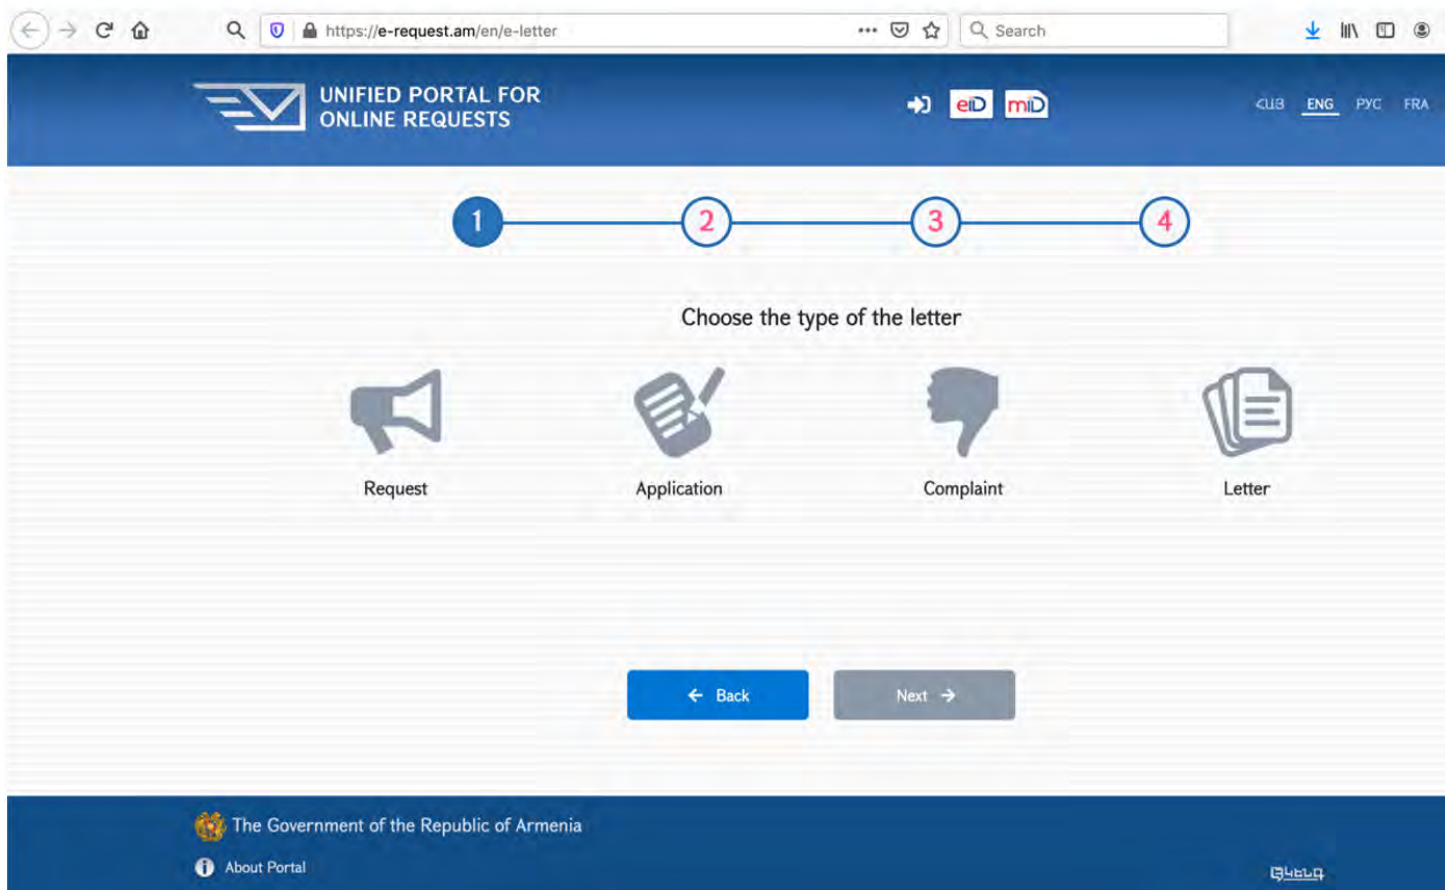 https://e-request.am/en/e-letter
Search
UNIFIED PORTAL FOR
ONLINE REQUESTS
eiD
miD
ՀԱՅ ENG РУС FRA
1
2
3
4
Choose the type of the letter
Request
Application
Complaint
Letter
Back
Next
The Government of the Republic of Armenia
About Portal